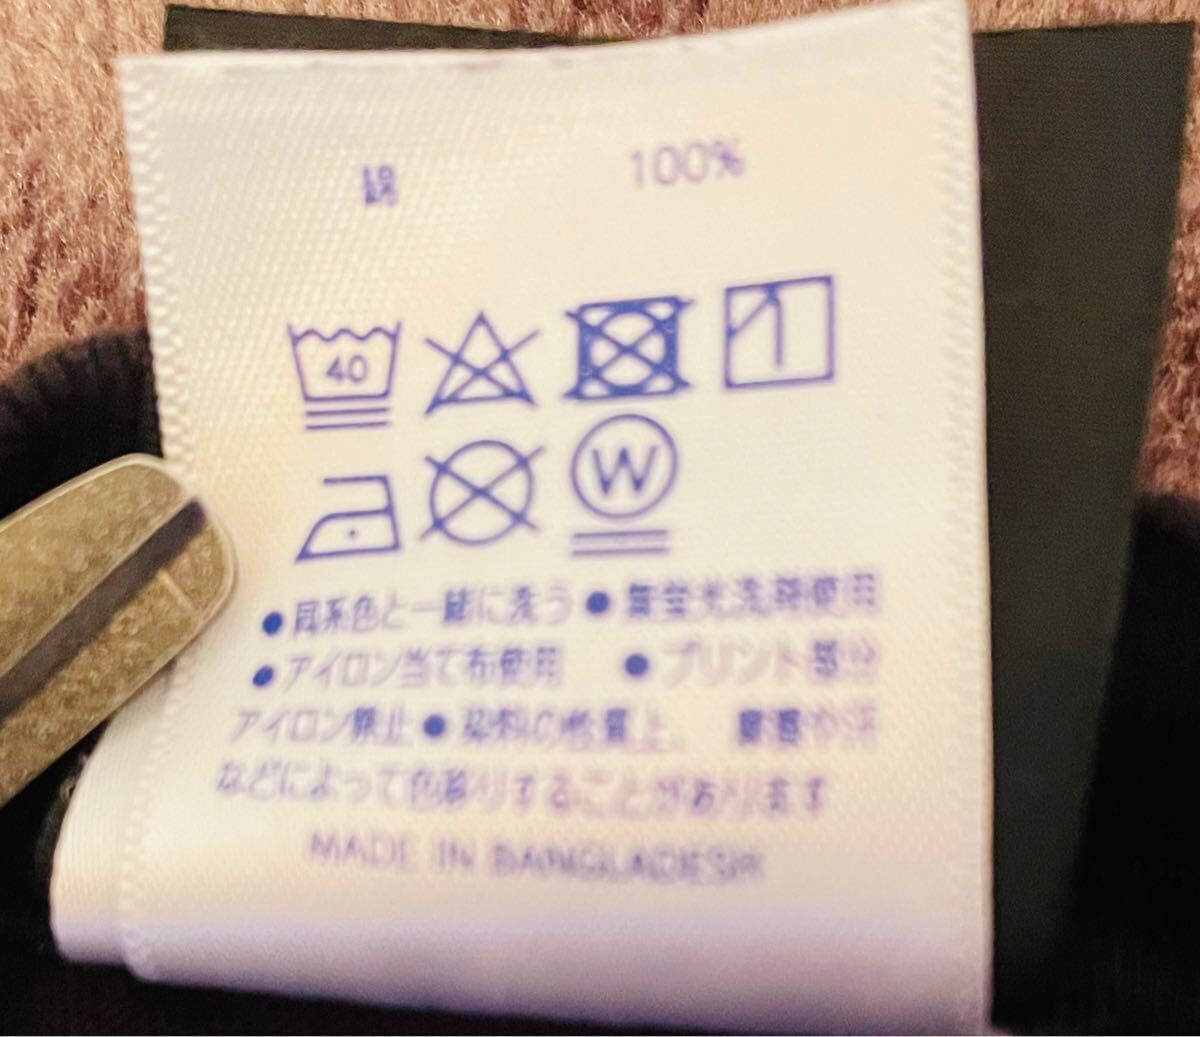 綿 100%
40
W
●同系色と一緒に洗う ●無蛍光洗剤使用
●アイロン当て布使用 ●プリント部分
アイロン禁止 ●染料の性質上、 摩擦や汗
などによって色移りすることがあります
MADE IN BANGLADESH